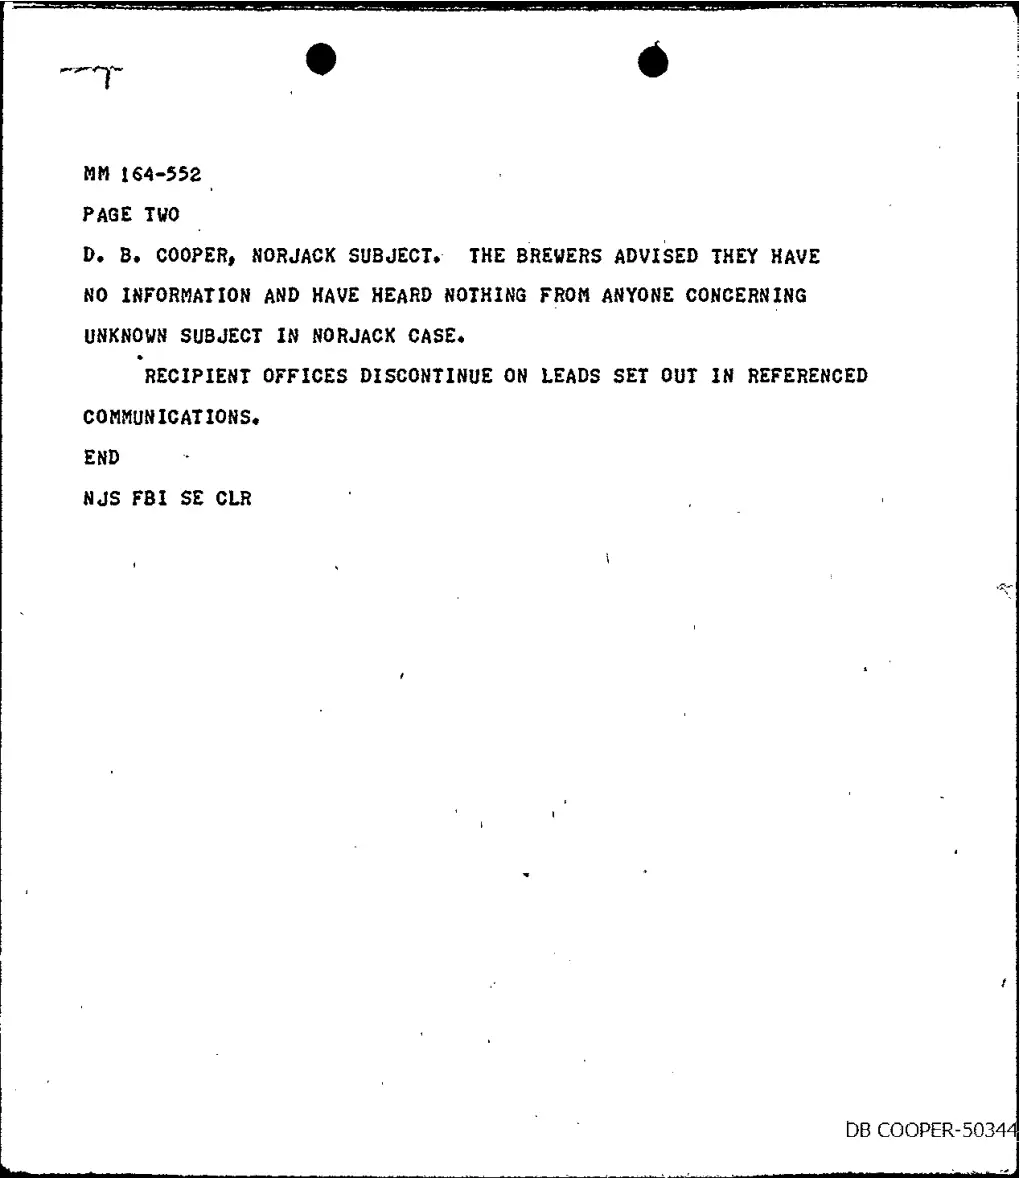 MM 164-552
PAGE TWO
D. B. COOPER, NORJACK SUBJECT. THE BREWERS ADVISED THEY HAVE
NO INFORMATION AND HAVE HEARD NOTHING FROM ANYONE CONCERNING
UNKNOWN SUBJECT IN NORJACK CASE.
RECIPIENT OFFICES DISCONTINUE ON LEADS SET OUT IN REFERENCED
COMMUNICATIONS.
END
NJS FBI SE CLR
DB COOPER-50344